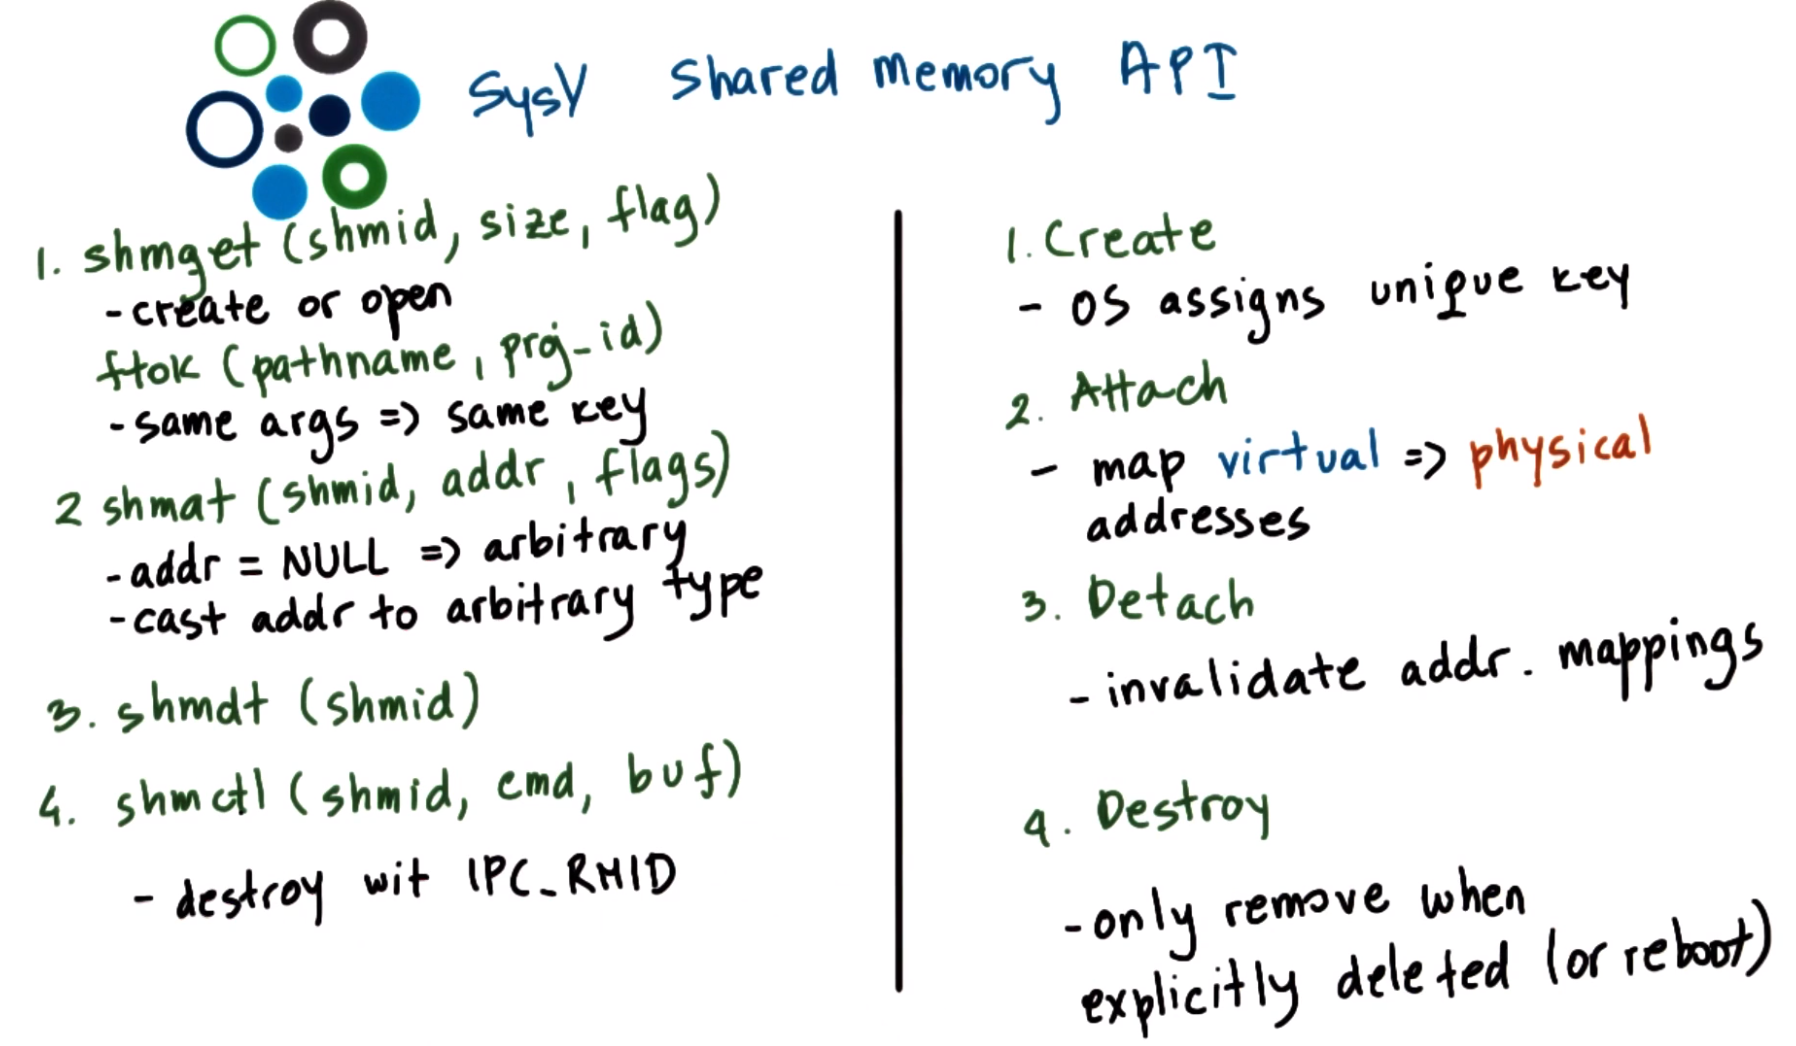 SysV shared memory API
1. shmget (shmid, size, flag)
- create or open
ftok (pathname, prj-id)
- same args => same key
2 shmat (shmid, addr, flags)
- addr = NULL => arbitrary
- cast addr to arbitrary type
3. shmdt (shmid)
4. shmctl (shmid, cmd, buf)
- destroy wit IPC_RMID
1. Create
- OS assigns unique key
2. Attach
- map virtual => physical
addresses
3. Detach
- invalidate addr. mappings
4. Destroy
- only remove when
explicitly deleted (or reboot)